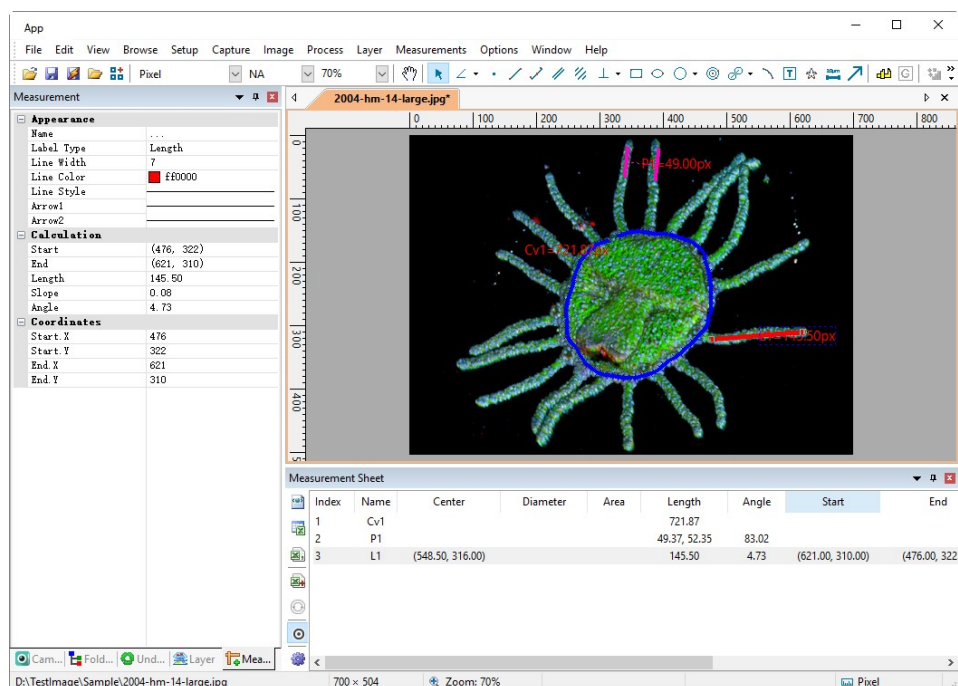 App
File Edit View Browse Setup Capture Image Process Layer Measurements Options Window Help
Pixel NA 70%
Measurement
2004-hm-14-large.jpg*
0 100 200 300 400 500 600 700 800
0
100
200
300
400
Appearance
Name ...
Label Type Length
Line Width 7
Line Color ff0000
Line Style
Arrow1
Arrow2
Calculation
Start (476, 322)
End (621, 310)
Length 145.50
Slope 0.08
Angle 4.73
Coordinates
Start.X 476
Start.Y 322
End.X 621
End.Y 310
P1=49.00px
Measurement Sheet
Index Name Center Diameter Area Length Angle Start End
1 Cv1 721.87
2 P1 49.37, 52.35 83.02
3 L1 (548.50, 316.00) 145.50 4.73 (621.00, 310.00) (476.00, 322
Cam... Fold... Und... Layer Mea...
D:\TestImage\Sample\2004-hm-14-large.jpg 700 × 504 Zoom: 70% Pixel